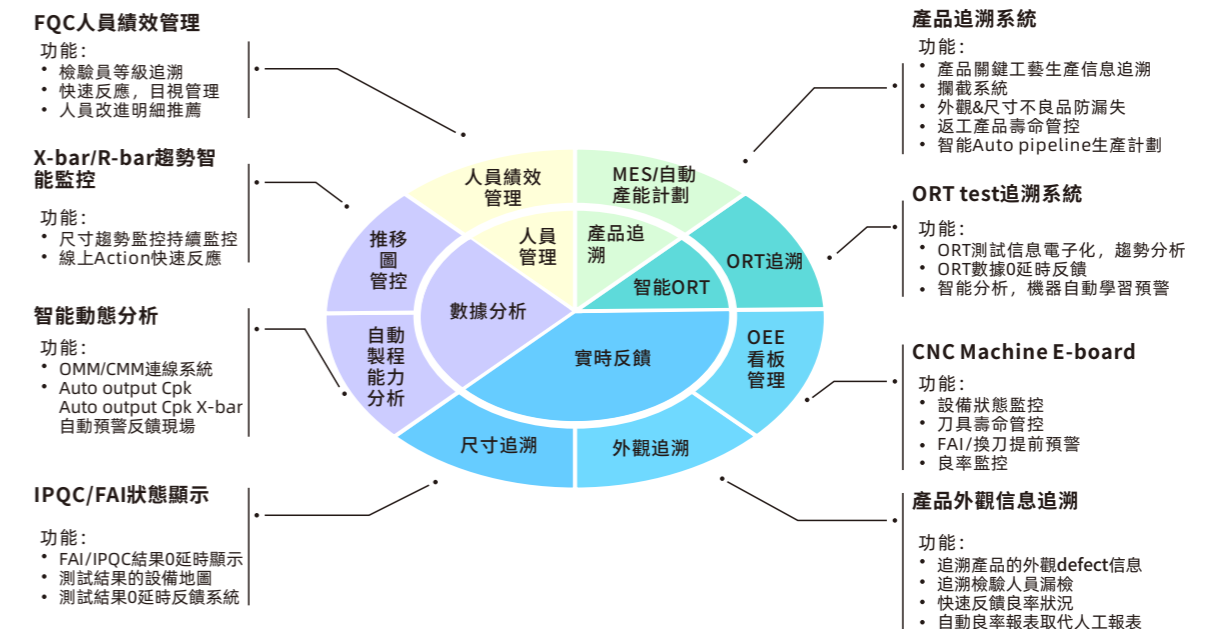 FQC人員績效管理
功能：
• 檢驗員等級追溯
• 快速反應，目視管理
• 人員改進明細推薦
X-bar/R-bar趨勢智
能監控
功能：
• 尺寸趨勢監控持續監控
• 線上Action快速反應
智能動態分析
功能：
• OMM/CMM連線系統
• Auto output Cpk
Auto output Cpk X-bar
自動預警反饋現場
IPQC/FAI狀態顯示
功能：
• FAI/IPQC結果0延時顯示
• 測試結果的設備地圖
• 測試結果0延時反饋系統
人員績效
管理
MES/自動
產能計劃
推移
圖
管控
人員
管理
產品追
溯
ORT追溯
智能ORT
數據分析
自動
製程
能力
分析
實時反饋
OEE
看板
管理
尺寸追溯
外觀追溯
產品追溯系統
功能：
• 產品關鍵工藝生產信息追溯
• 攔截系統
• 外觀&尺寸不良品防漏失
• 返工產品壽命管控
• 智能Auto pipeline生產計劃
ORT test追溯系統
功能：
• ORT測試信息電子化，趨勢分析
• ORT數據0延時反饋
• 智能分析，機器自動學習預警
CNC Machine E-board
功能：
• 設備狀態監控
• 刀具壽命管控
• FAI/換刀提前預警
• 良率監控
產品外觀信息追溯
功能：
• 追溯產品的外觀defect信息
• 追溯檢驗人員漏檢
• 快速反饋良率狀況
• 自動良率報表取代人工報表